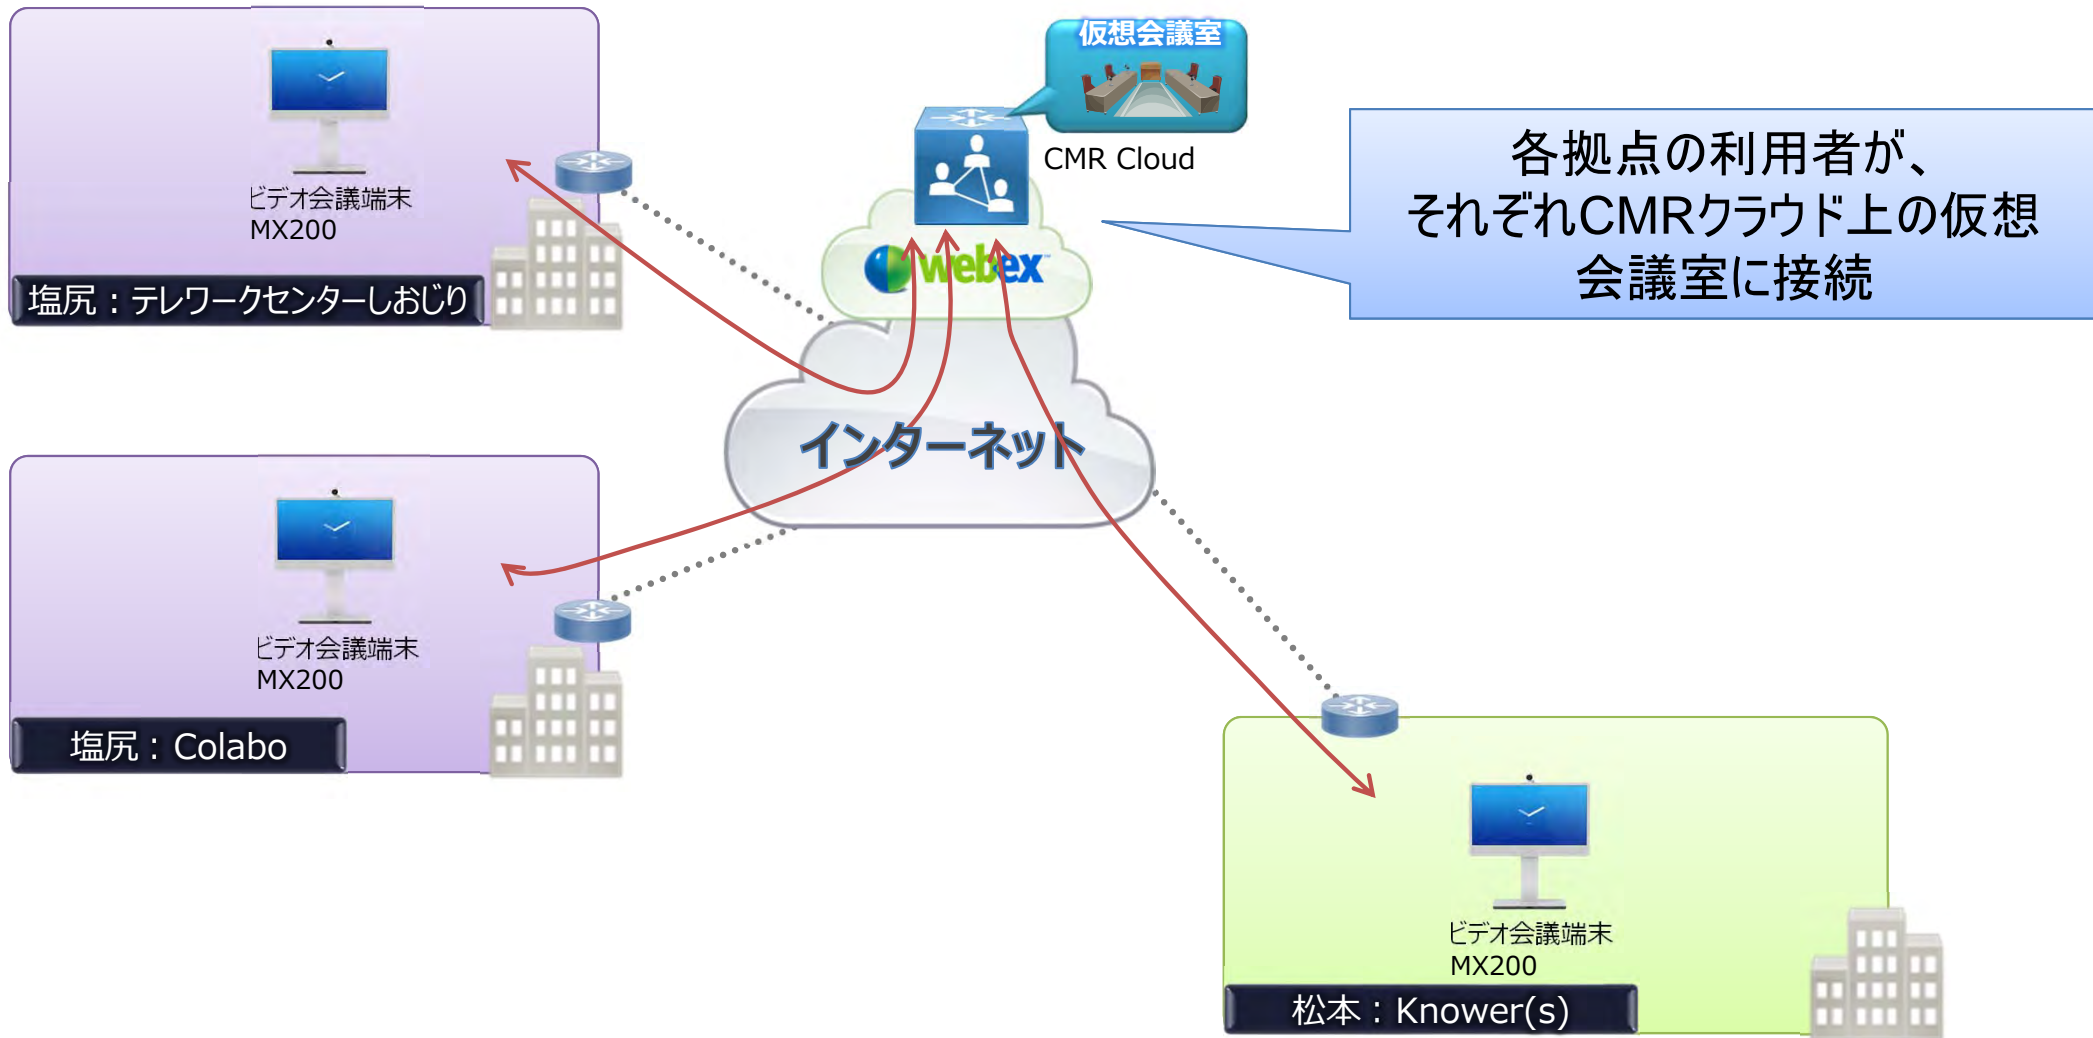 仮想会議室
CMR Cloud
webex
インターネット
各拠点の利用者が、
それぞれCMRクラウド上の仮想
会議室に接続
ビデオ会議端末
MX200
塩尻：テレワークセンターしおじり
ビデオ会議端末
MX200
塩尻：Colabo
ビデオ会議端末
MX200
松本：Knower(s)